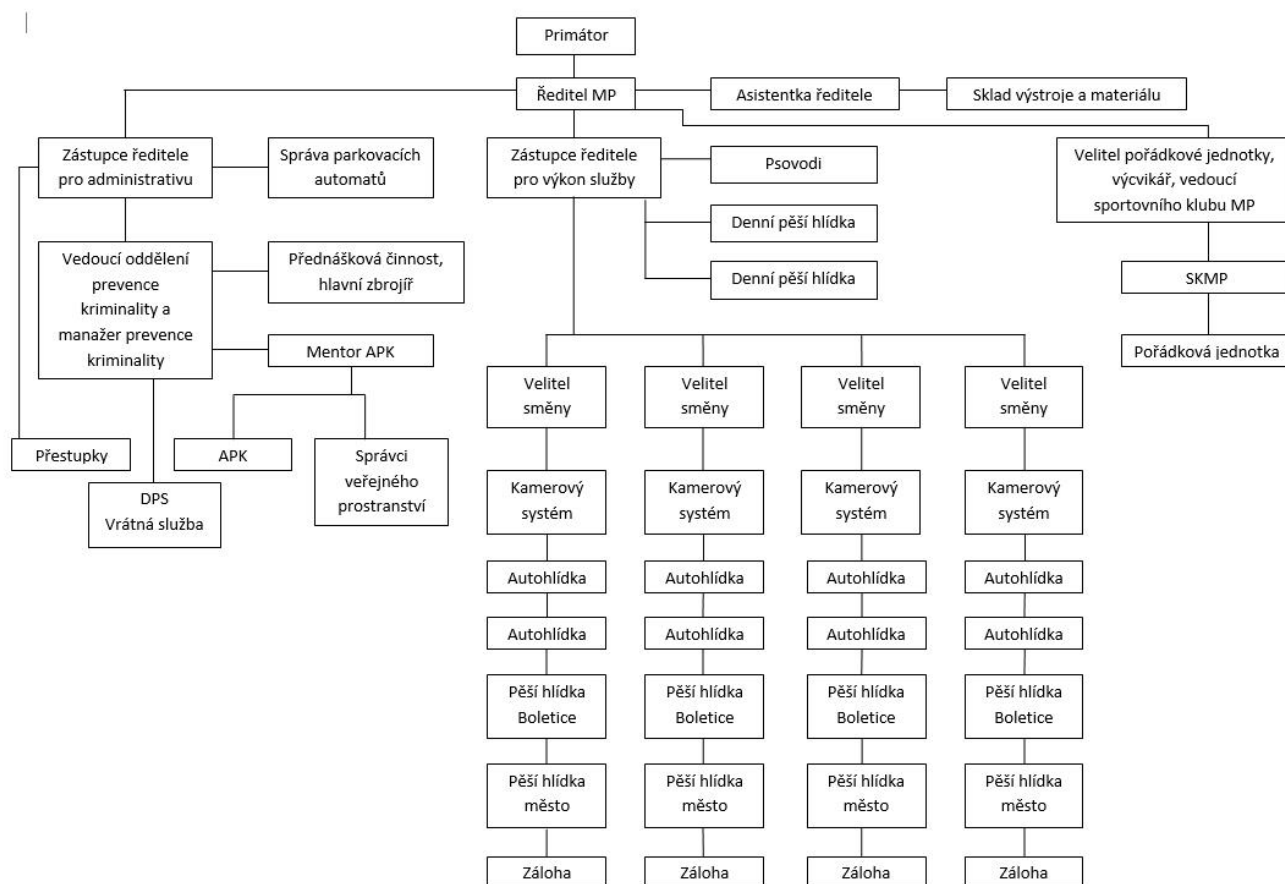 Primátor
Ředitel MP
Asistentka ředitele
Sklad výstroje a materiálu
Zástupce ředitele
pro administrativu
Správa parkovacích
automatů
Zástupce ředitele
pro výkon služby
Psovodi
Velitel pořádkové jednotky,
výcvikář, vedoucí
sportovního klubu MP
Denní pěší hlídka
Denní pěší hlídka
Vedoucí oddělení
prevence
kriminality a
manažer prevence
kriminality
Přednášková činnost,
hlavní zbrojíř
SKMP
Mentor APK
Pořádková jednotka
Přestupky
APK
Správci
veřejného
prostranství
DPS
Vrátná služba
Velitel
směny
Velitel
směny
Velitel
směny
Velitel
směny
Kamerový
systém
Kamerový
systém
Kamerový
systém
Kamerový
systém
Autohlídka
Autohlídka
Autohlídka
Autohlídka
Autohlídka
Autohlídka
Autohlídka
Autohlídka
Pěší hlídka
Boletice
Pěší hlídka
Boletice
Pěší hlídka
Boletice
Pěší hlídka
Boletice
Pěší hlídka
město
Pěší hlídka
město
Pěší hlídka
město
Pěší hlídka
město
Záloha
Záloha
Záloha
Záloha